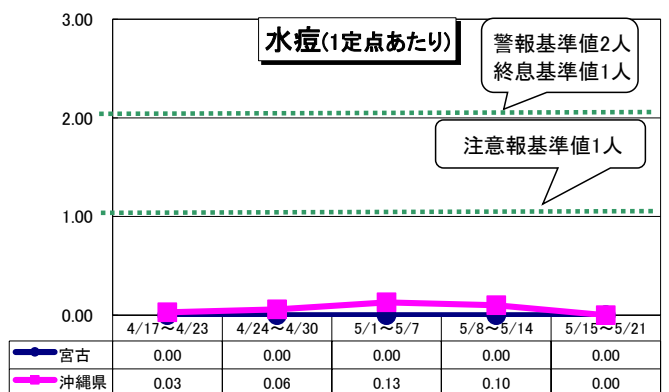 3.00
水痘(1定点あたり)
警報基準値2人
終息基準値1人
2.00
注意報基準値1人
1.00
0.00
4/17～4/23 4/24～4/30 5/1～5/7 5/8～5/14 5/15～5/21
宮古 0.00 0.00 0.00 0.00 0.00
沖縄県 0.03 0.06 0.13 0.10 0.00